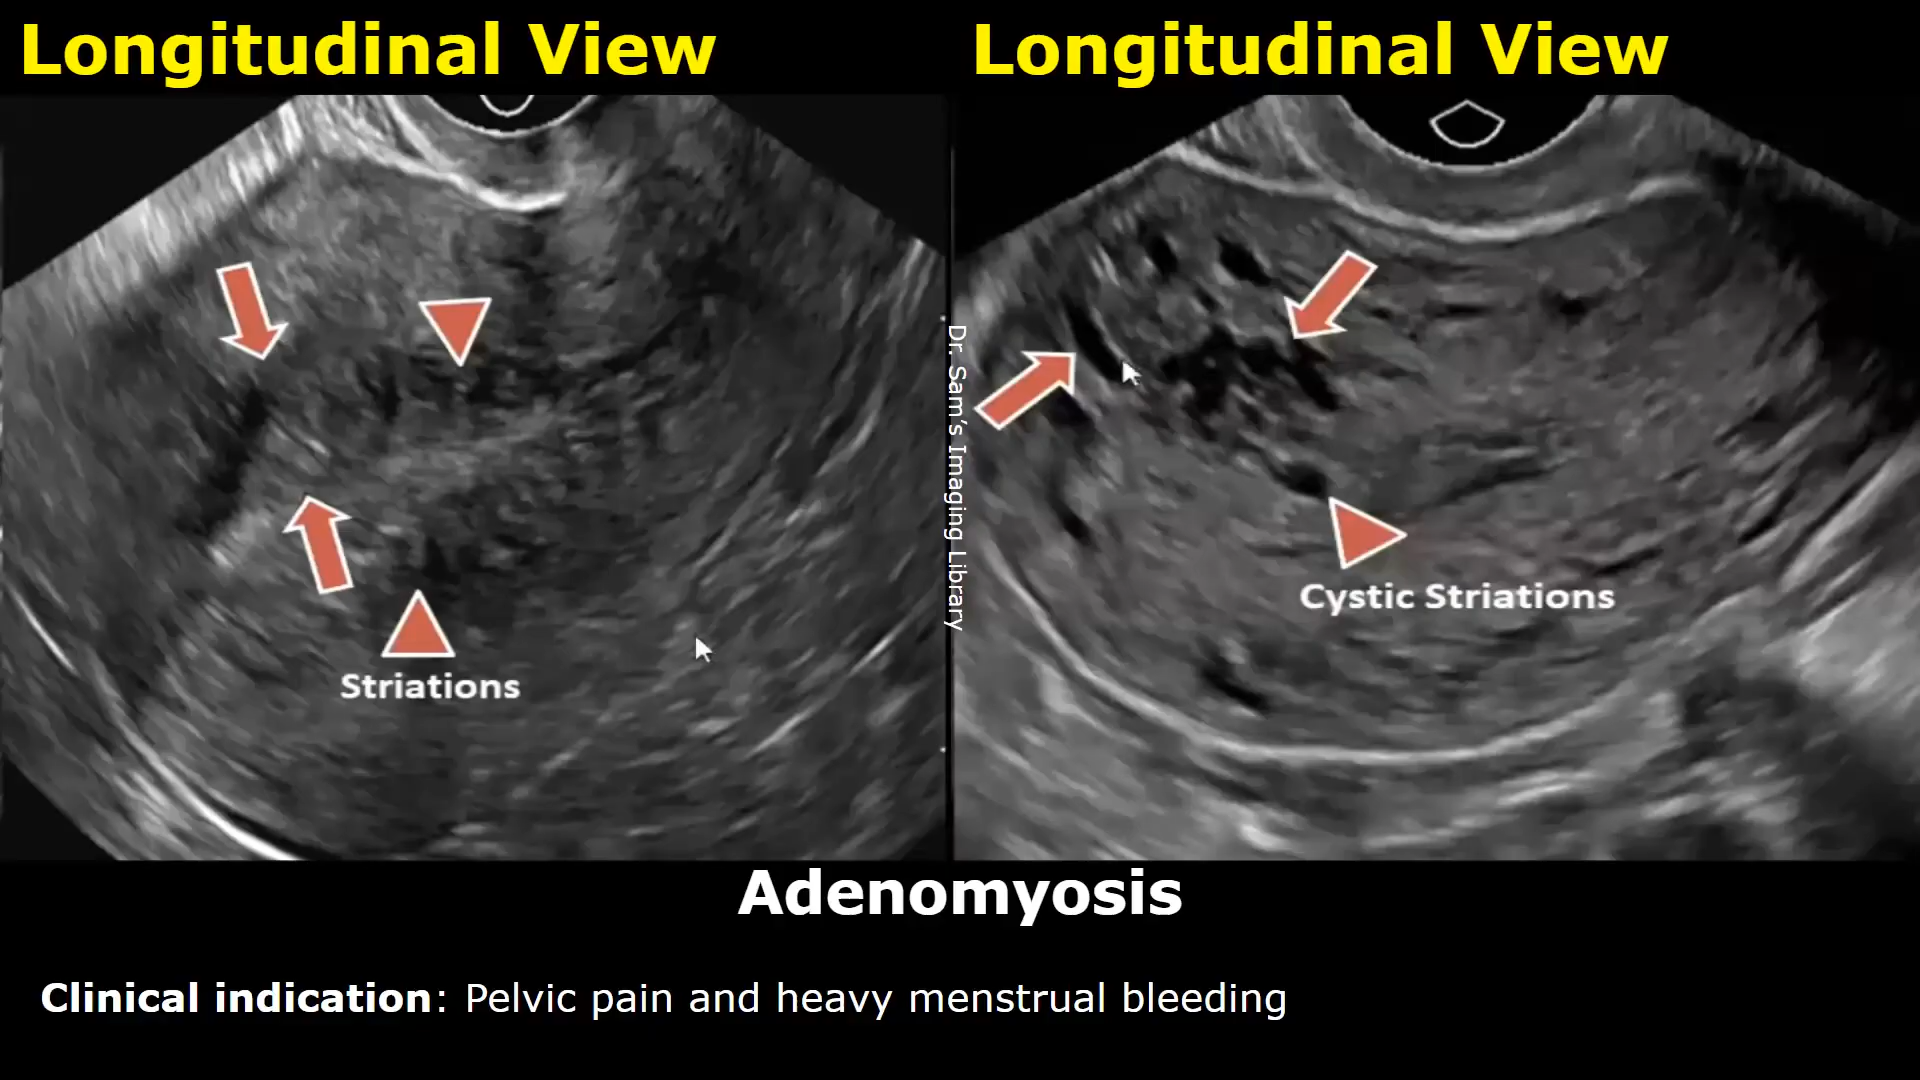 Longitudinal View
Longitudinal View
Dr. Sam's Imaging Library
Striations
Cystic Striations
Adenomyosis
Clinical indication: Pelvic pain and heavy menstrual bleeding